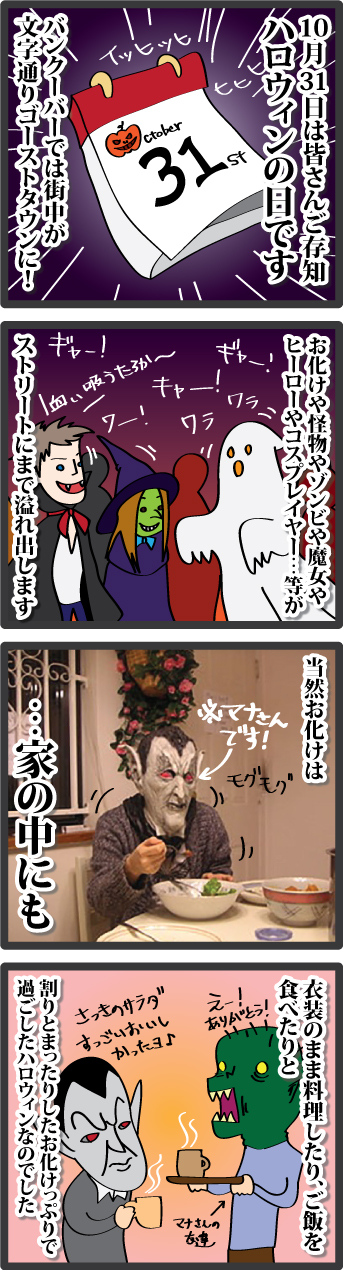 10月31日は皆さんご存知
ハロウィンの日です
イッヒッヒ
ヒヒヒ
October
31st
バンクーバーでは街中が
文字通りゴーストタウンに！
お化けや怪物やゾンビや魔女や
ヒーローやコスプレイヤー！…等が
ギャー！
キャー！
ワラ
ワラ
ワー！
ギャー！
血ぃ吸うたろか〜
ストリートにまで溢れ出します
当然お化けは
※マナさん
です！
モグモグ
…家の中にも
衣装のまま料理したり、ご飯を
食べたりと
えー！
ありがとう！
さっきのサラダ
すっごいおいし
かったヨ♪
マナさんの
友達
割りとまったりしたお化けっぷりで
過ごしたハロウィンなのでした